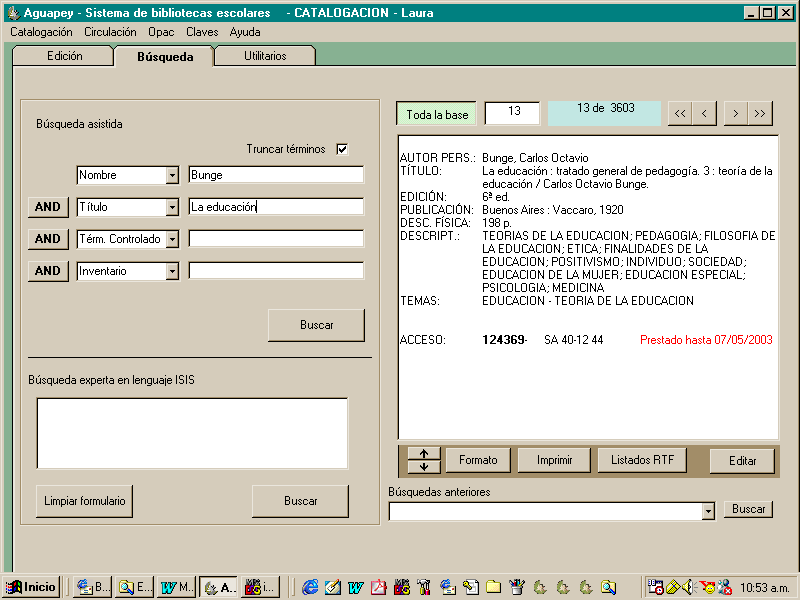 Aguapey - Sistema de bibliotecas escolares - CATALOGACION - Laura
Catalogación Circulación Opac Claves Ayuda
Edición Búsqueda Utilitarios
Búsqueda asistida
Truncar términos
Nombre Bunge
AND Título La educación
AND Térm. Controlado
AND Inventario
Buscar
Búsqueda experta en lenguaje ISIS
Limpiar formulario Buscar
Toda la base 13 13 de 3603 << < > >>
AUTOR PERS.: Bunge, Carlos Octavio
TÍTULO: La educación : tratado general de pedagogía. 3 : teoría de la
educación / Carlos Octavio Bunge.
EDICIÓN: 6ª ed.
PUBLICACIÓN: Buenos Aires : Vaccaro, 1920
DESC. FÍSICA: 198 p.
DESCRIPT.: TEORIAS DE LA EDUCACION; PEDAGOGIA; FILOSOFIA DE
LA EDUCACION; ETICA; FINALIDADES DE LA
EDUCACION; POSITIVISMO; INDIVIDUO; SOCIEDAD;
EDUCACION DE LA MUJER; EDUCACION ESPECIAL;
PSICOLOGIA; MEDICINA
TEMAS: EDUCACION - TEORIA DE LA EDUCACION
ACCESO: 124369- SA 40-12 44 Prestado hasta 07/05/2003
Formato Imprimir Listados RTF Editar
Búsquedas anteriores
Buscar
Inicio B... E... M... A... i... 10:53 a.m.